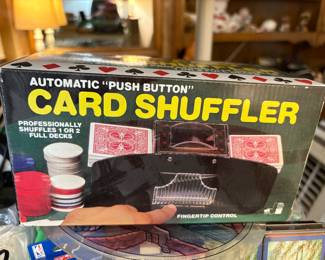 AUTOMATIC "PUSH BUTTON"
CARD SHUFFLER
PROFESSIONALLY
SHUFFLES 1 OR 2
FULL DECKS
FINGERTIP CONTROL